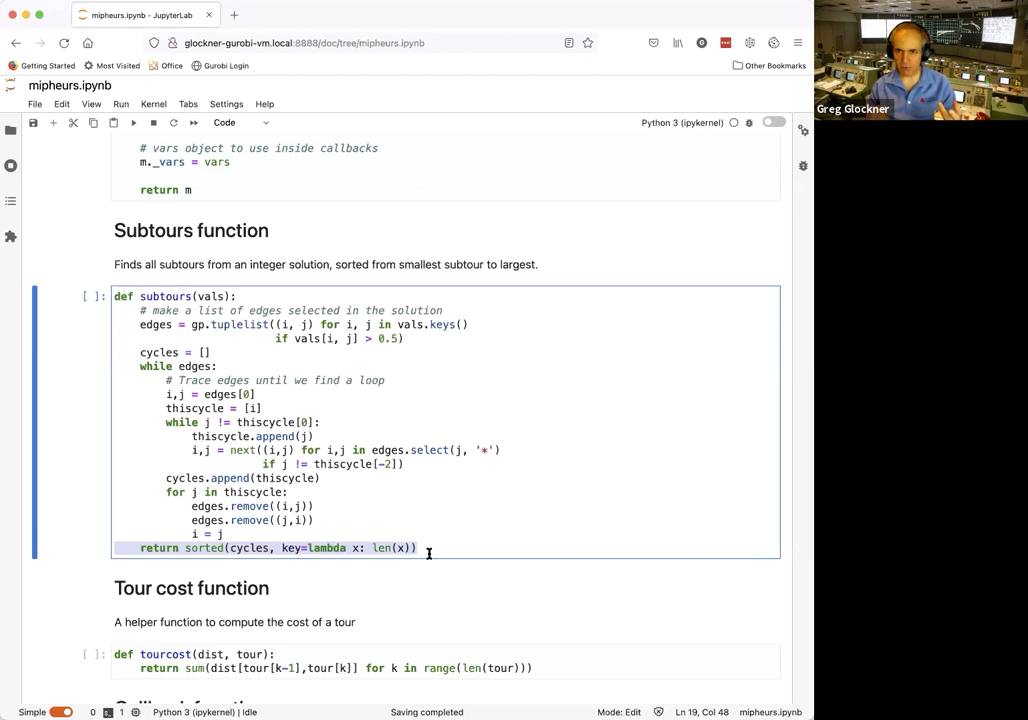 mipheurs.ipynb - JupyterLab
glockner-gurobi-vm.local:8888/doc/tree/mipheurs.ipynb
Getting Started
Most Visited
Office
Gurobi Login
Other Bookmarks
mipheurs.ipynb
File Edit View Run Kernel Tabs Settings Help
Code
Python 3 (ipykernel)
Greg Glockner
# vars object to use inside callbacks
m._vars = vars
return m
Subtours function
Finds all subtours from an integer solution, sorted from smallest subtour to largest.
[ ]: def subtours(vals):
# make a list of edges selected in the solution
edges = gp.tuplelist((i, j) for i, j in vals.keys()
if vals[i, j] > 0.5)
cycles = []
while edges:
# Trace edges until we find a loop
i,j = edges[0]
thiscycle = [i]
while j != thiscycle[0]:
thiscycle.append(j)
i,j = next((i,j) for i,j in edges.select(j, '*')
if j != thiscycle[-2])
cycles.append(thiscycle)
for j in thiscycle:
edges.remove((i,j))
edges.remove((j,i))
i = j
return sorted(cycles, key=lambda x: len(x))
Tour cost function
A helper function to compute the cost of a tour
[ ]: def tourcost(dist, tour):
return sum(dist[tour[k-1],tour[k]] for k in range(len(tour)))
Simple
0
1
Python 3 (ipykernel) | Idle
Saving completed
Mode: Edit
Ln 19, Col 48
mipheurs.ipynb